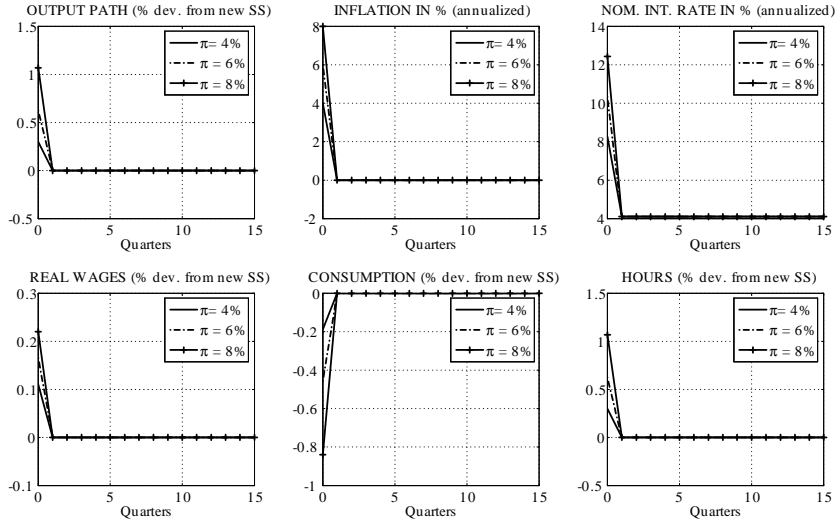 OUTPUT PATH (% dev. from new SS)
1.5
1
0.5
0
-0.5
π= 4%
π = 6%
π = 8%
0 5 10 15
Quarters
INFLATION IN % (annualized)
8
6
4
2
0
-2
π= 4%
π = 6%
π = 8%
0 5 10 15
Quarters
NOM. INT. RATE IN % (annualized)
14
12
10
8
6
4
π= 4%
π = 6%
π = 8%
0 5 10 15
Quarters
REAL WAGES (% dev. from new SS)
0.3
0.2
0.1
0
-0.1
π= 4%
π = 6%
π = 8%
0 5 10 15
Quarters
CONSUMPTION (% dev. from new SS)
0
-0.2
-0.4
-0.6
-0.8
-1
π= 4%
π = 6%
π = 8%
0 5 10 15
Quarters
HOURS (% dev. from new SS)
1.5
1
0.5
0
-0.5
π= 4%
π = 6%
π = 8%
0 5 10 15
Quarters